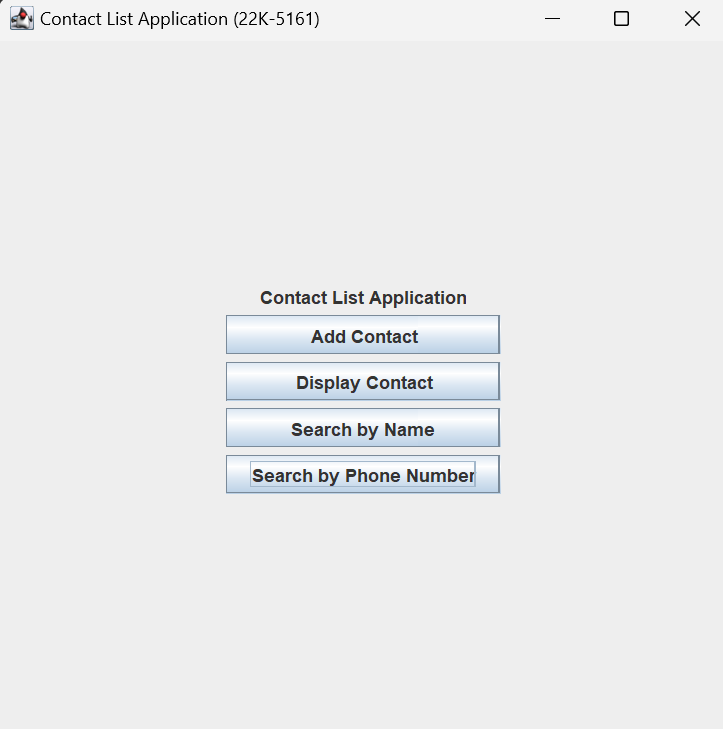 Contact List Application (22K-5161)
Contact List Application
Add Contact
Display Contact
Search by Name
Search by Phone Number